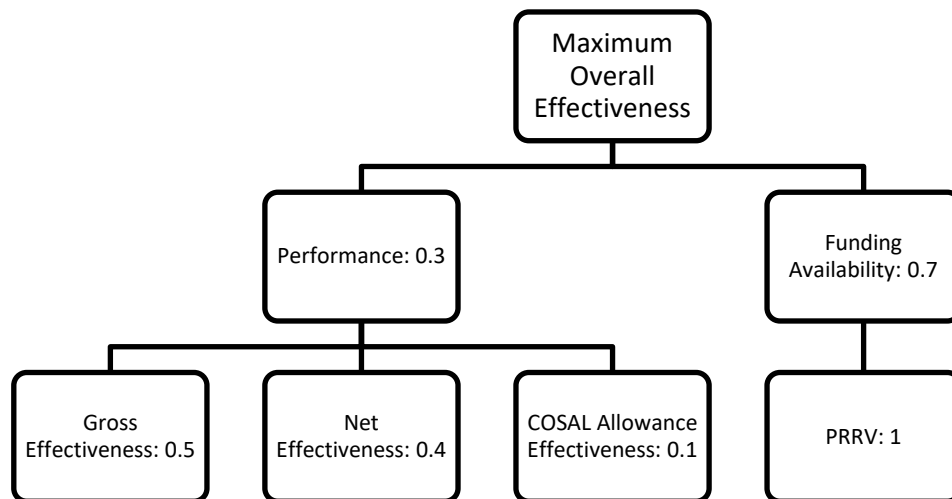 Maximum
Overall
Effectiveness
Performance: 0.3
Funding
Availability: 0.7
Gross
Effectiveness: 0.5
Net
Effectiveness: 0.4
COSAL Allowance
Effectiveness: 0.1
PRRV: 1